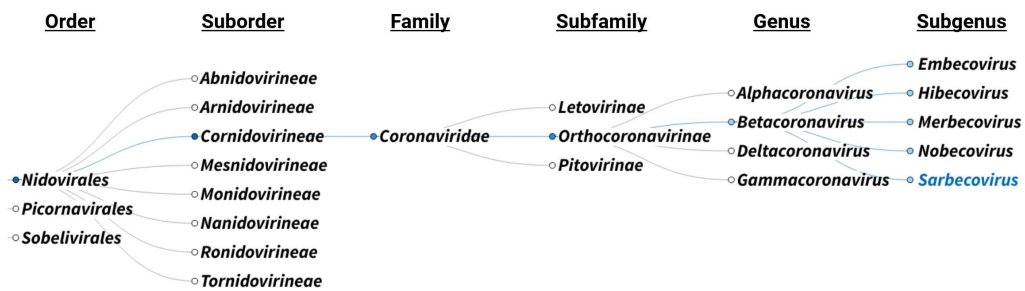 Order
Suborder
Family
Subfamily
Genus
Subgenus
Nidovirales
Picornavirales
Sobelivirales
Abnidovirineae
Arnidovirineae
Cornidovirineae
Mesnidovirineae
Monidovirineae
Nanidovirineae
Ronidovirineae
Tornidovirineae
Coronaviridae
Letovirinae
Orthocoronavirinae
Pitovirinae
Alphacoronavirus
Betacoronavirus
Deltacoronavirus
Gammacoronavirus
Embecovirus
Hibecovirus
Merbecovirus
Nobecovirus
Sarbecovirus